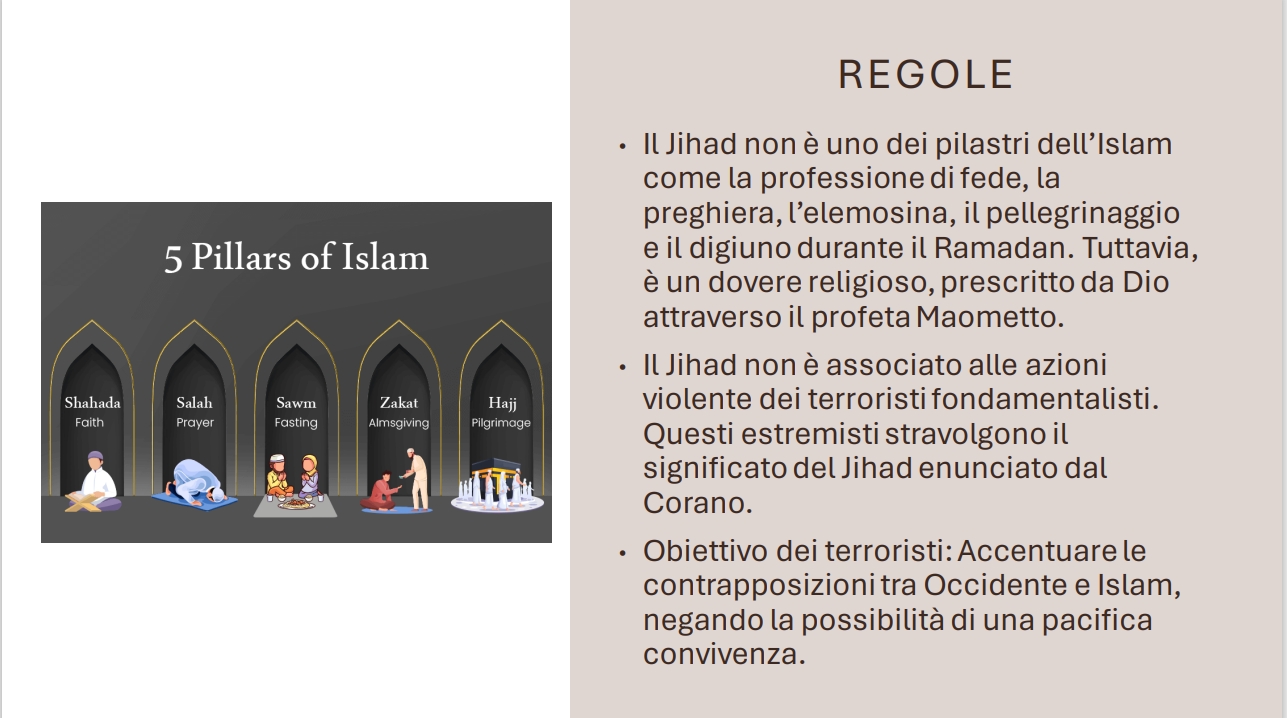 5 Pillars of Islam
Shahada
Faith
Salah
Prayer
Sawm
Fasting
Zakat
Almsgiving
Hajj
Pilgrimage
REGOLE
• Il Jihad non è uno dei pilastri dell’Islam
come la professione di fede, la
preghiera, l’elemosina, il pellegrinaggio
e il digiuno durante il Ramadan. Tuttavia,
è un dovere religioso, prescritto da Dio
attraverso il profeta Maometto.
• Il Jihad non è associato alle azioni
violente dei terroristi fondamentalisti.
Questi estremisti stravolgono il
significato del Jihad enunciato dal
Corano.
• Obiettivo dei terroristi: Accentuare le
contrapposizioni tra Occidente e Islam,
negando la possibilità di una pacifica
convivenza.